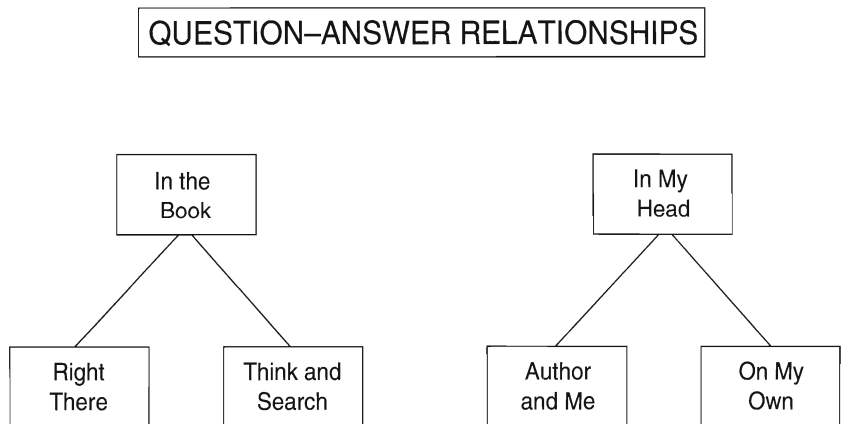 QUESTION–ANSWER RELATIONSHIPS
In the
Book
In My
Head
Right
There
Think and
Search
Author
and Me
On My
Own